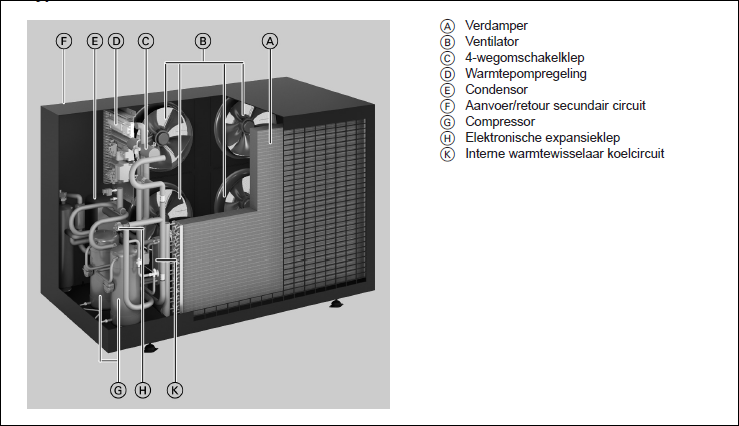 F E D C B A
G H K
A Verdamper
B Ventilator
C 4-wegomschakelklep
D Warmtepompregeling
E Condensor
F Aanvoer/retour secundair circuit
G Compressor
H Elektronische expansieklep
K Interne warmtewisselaar koelcircuit